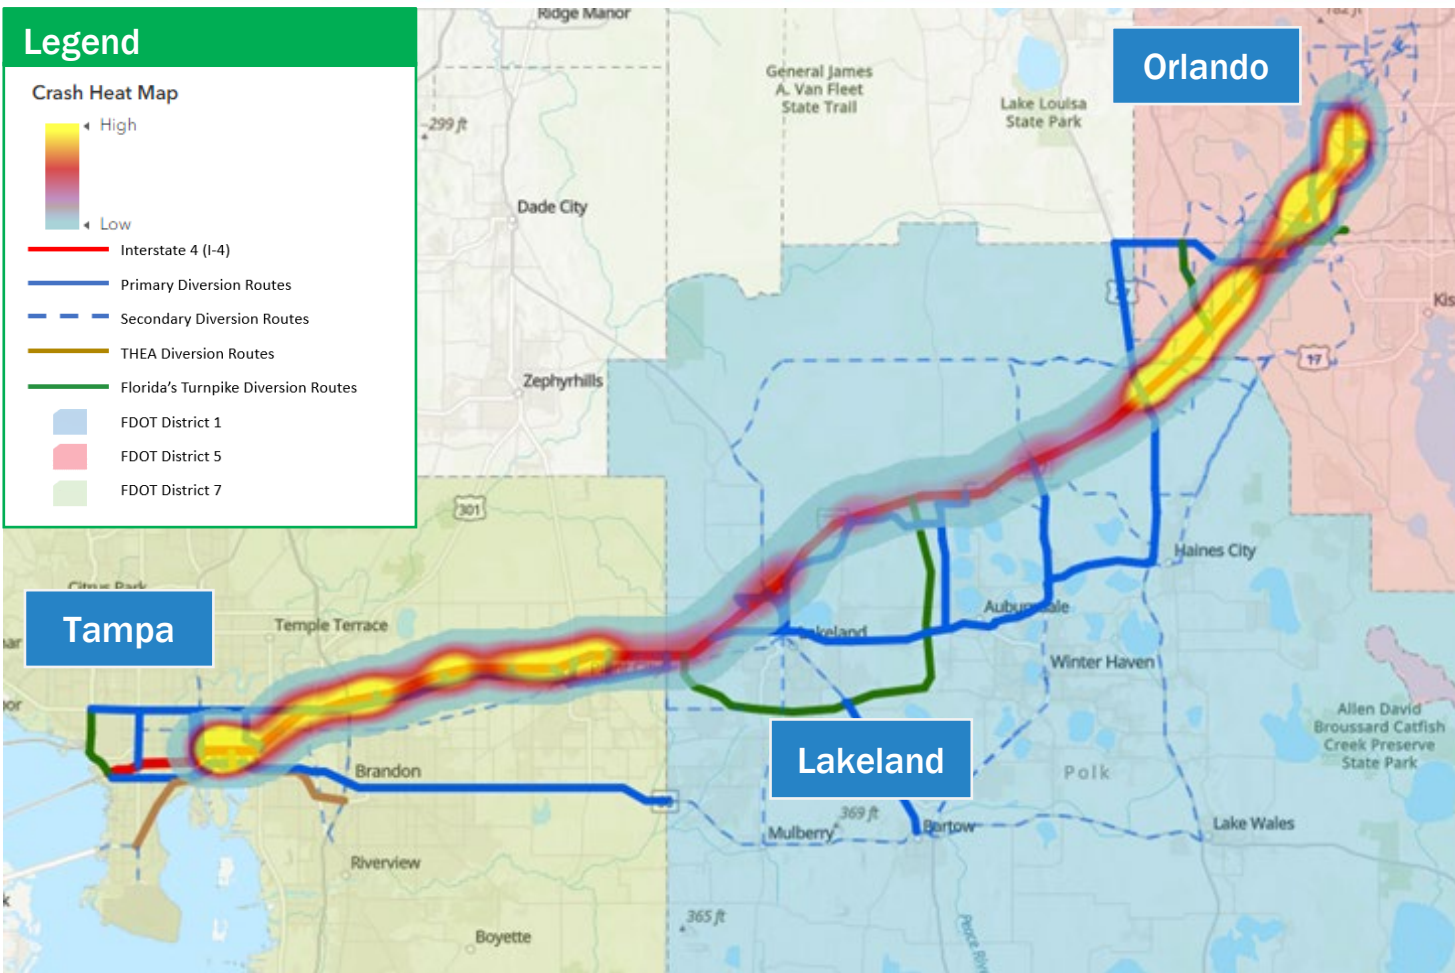 Legend
Crash Heat Map
High
Low
Interstate 4 (I-4)
Primary Diversion Routes
Secondary Diversion Routes
THEA Diversion Routes
Florida's Turnpike Diversion Routes
FDOT District 1
FDOT District 5
FDOT District 7
Ridge Manor
Orlando
General James
A. Van Fleet
State Trail
Lake Louisa
State Park
299 ft
Dade City
Zephyrhills
17
301
Haines City
Citrus Park
Tampa
Temple Terrace
Lakeland
Winter Haven
Allen David
Broussard Catfish
Creek Preserve
State Park
Lakeland
Brandon
Polk
369 ft
Mulberry
Bartow
Lake Wales
Riverview
365 ft
Boyette